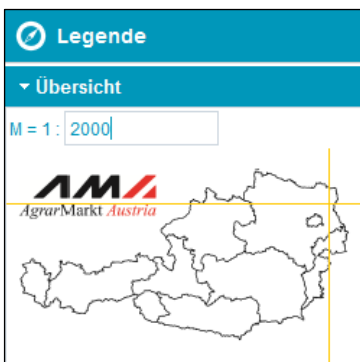 Legende
Übersicht
M = 1 : 2000
AMA
AgrarMarkt Austria